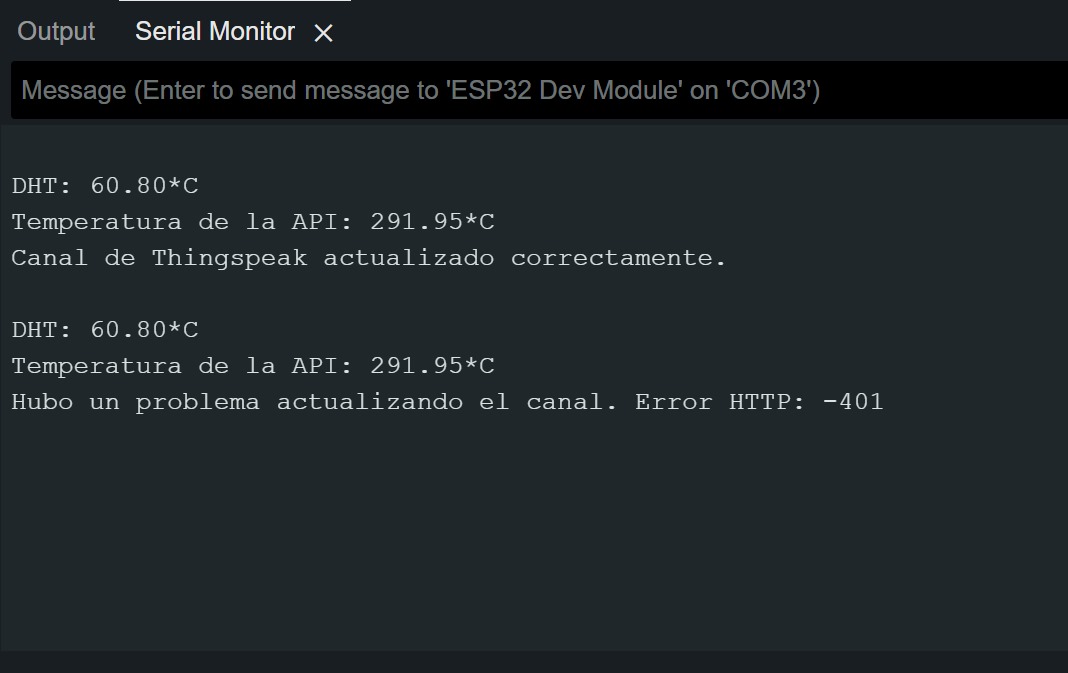 Output Serial Monitor
Message (Enter to send message to 'ESP32 Dev Module' on 'COM3')
DHT: 60.80*C
Temperatura de la API: 291.95*C
Canal de Thingspeak actualizado correctamente.
DHT: 60.80*C
Temperatura de la API: 291.95*C
Hubo un problema actualizando el canal. Error HTTP: -401